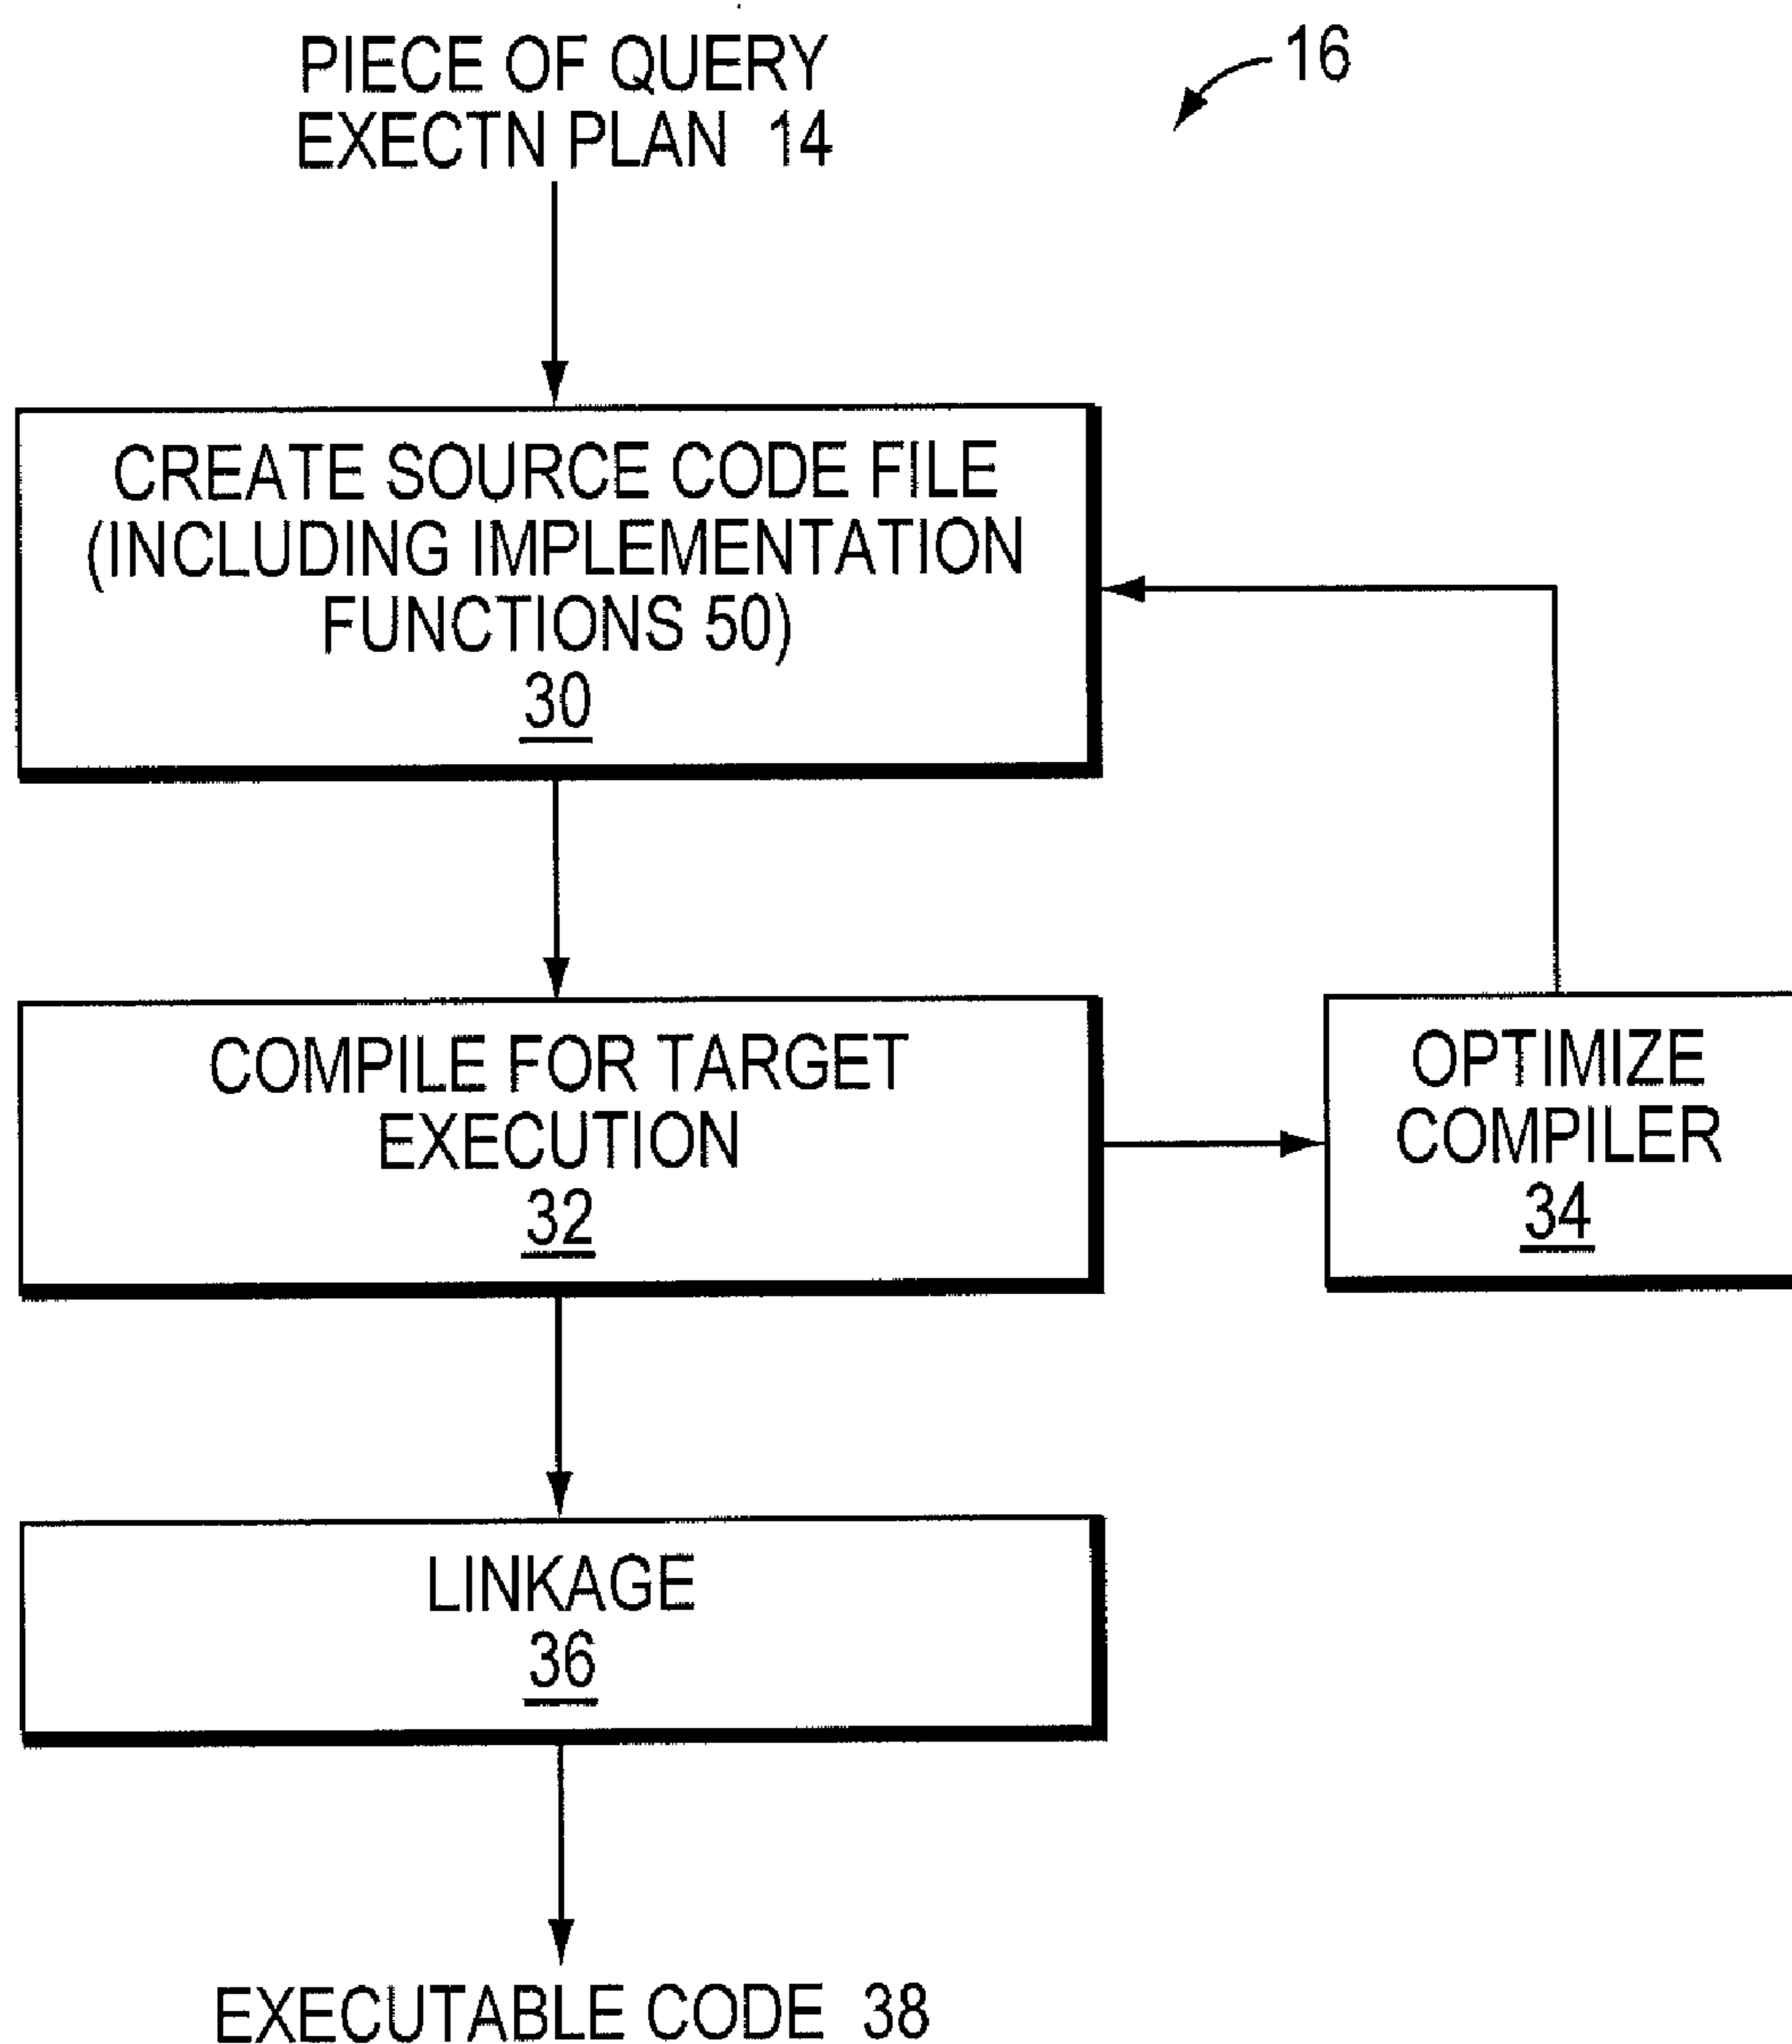 PIECE OF QUERY
EXECTN PLAN 14
16
CREATE SOURCE CODE FILE
(INCLUDING IMPLEMENTATION
FUNCTIONS 50)
30
COMPILE FOR TARGET
EXECUTION
32
OPTIMIZE
COMPILER
34
LINKAGE
36
EXECUTABLE CODE 38